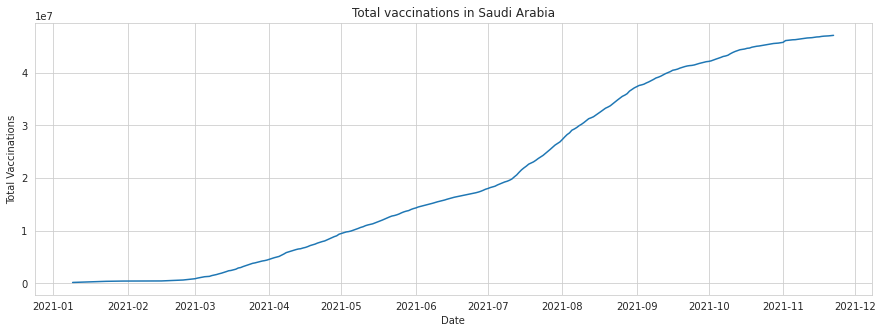 Total vaccinations in Saudi Arabia
1e7
4
3
2
1
0
Total Vaccinations
2021-01 2021-02 2021-03 2021-04 2021-05 2021-06 2021-07 2021-08 2021-09 2021-10 2021-11 2021-12
Date